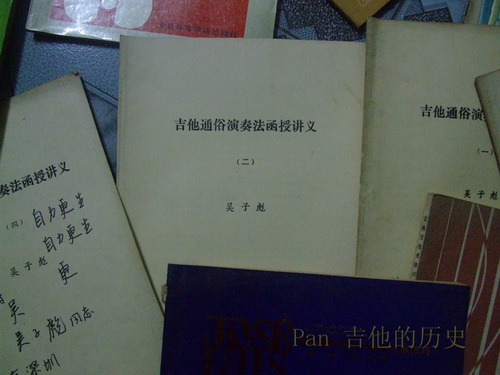 吉他通俗演奏法函授讲义
（二）
吴子彪
吉他通俗演
（一）
吴子
奏法函授讲义
（四）
自力更生
自力更生
吴子彪
更
吴
吴子彪同志
深圳
JOSÉ
LUIS
Pan 吉他的历史